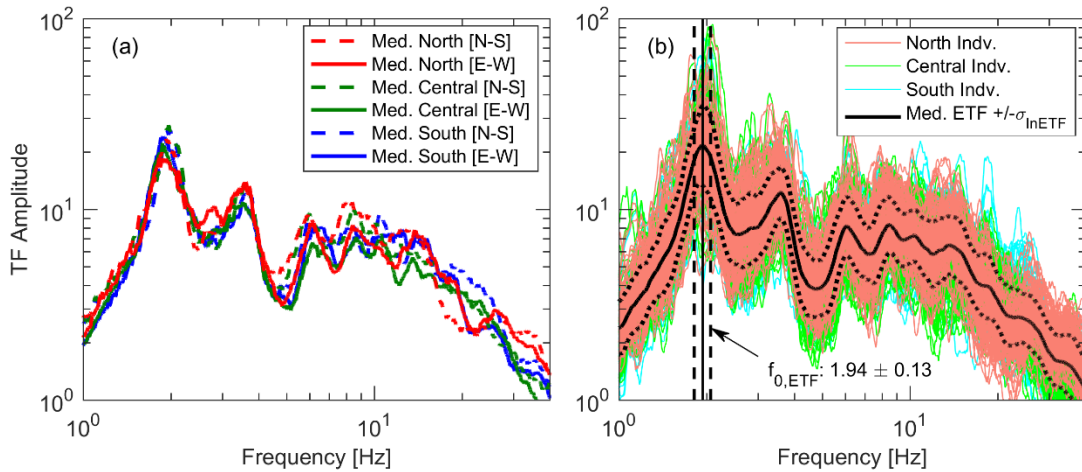 (a)
Med. North [N-S]
Med. North [E-W]
Med. Central [N-S]
Med. Central [E-W]
Med. South [N-S]
Med. South [E-W]
TF Amplitude
10²
10¹
10⁰
10⁰
10¹
Frequency [Hz]
(b)
North Indv.
Central Indv.
South Indv.
Med. ETF +/-σ_lnETF
f_0,ETF: 1.94 ± 0.13
10²
10¹
10⁰
10⁰
10¹
Frequency [Hz]